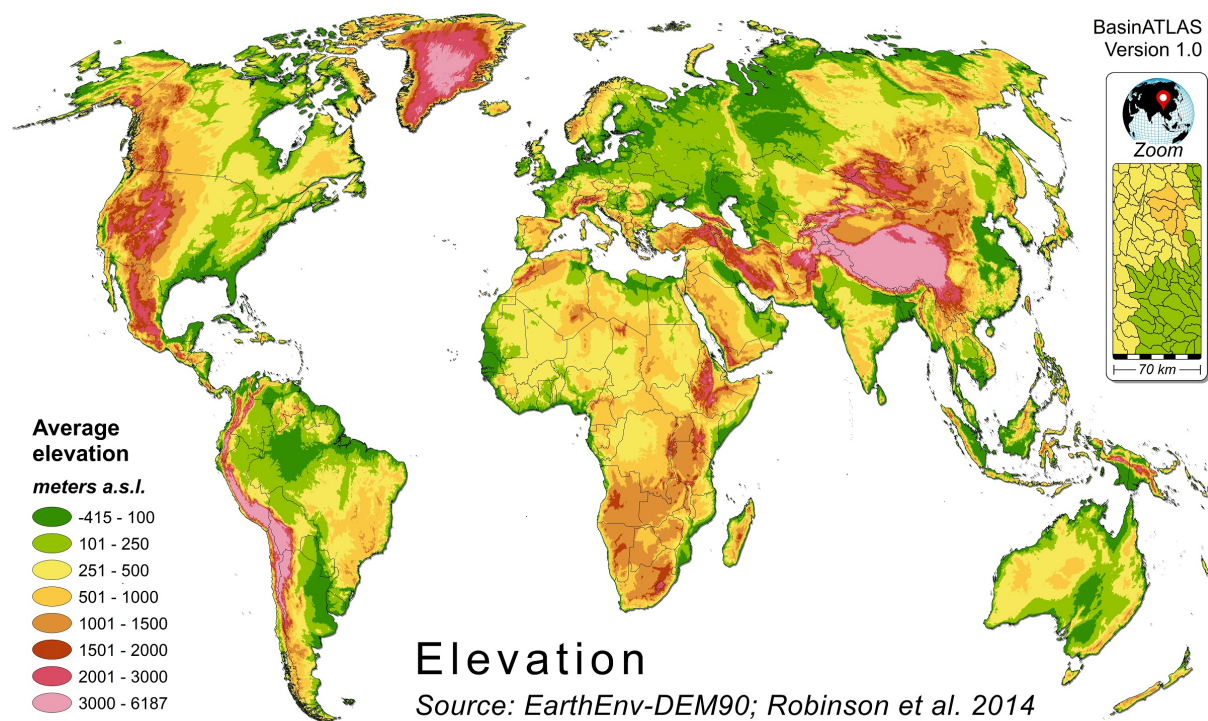 BasinATLAS
Version 1.0
Zoom
70 km
Average
elevation
meters a.s.l.
-415 - 100
101 - 250
251 - 500
501 - 1000
1001 - 1500
1501 - 2000
2001 - 3000
3000 - 6187
Elevation
Source: EarthEnv-DEM90; Robinson et al. 2014